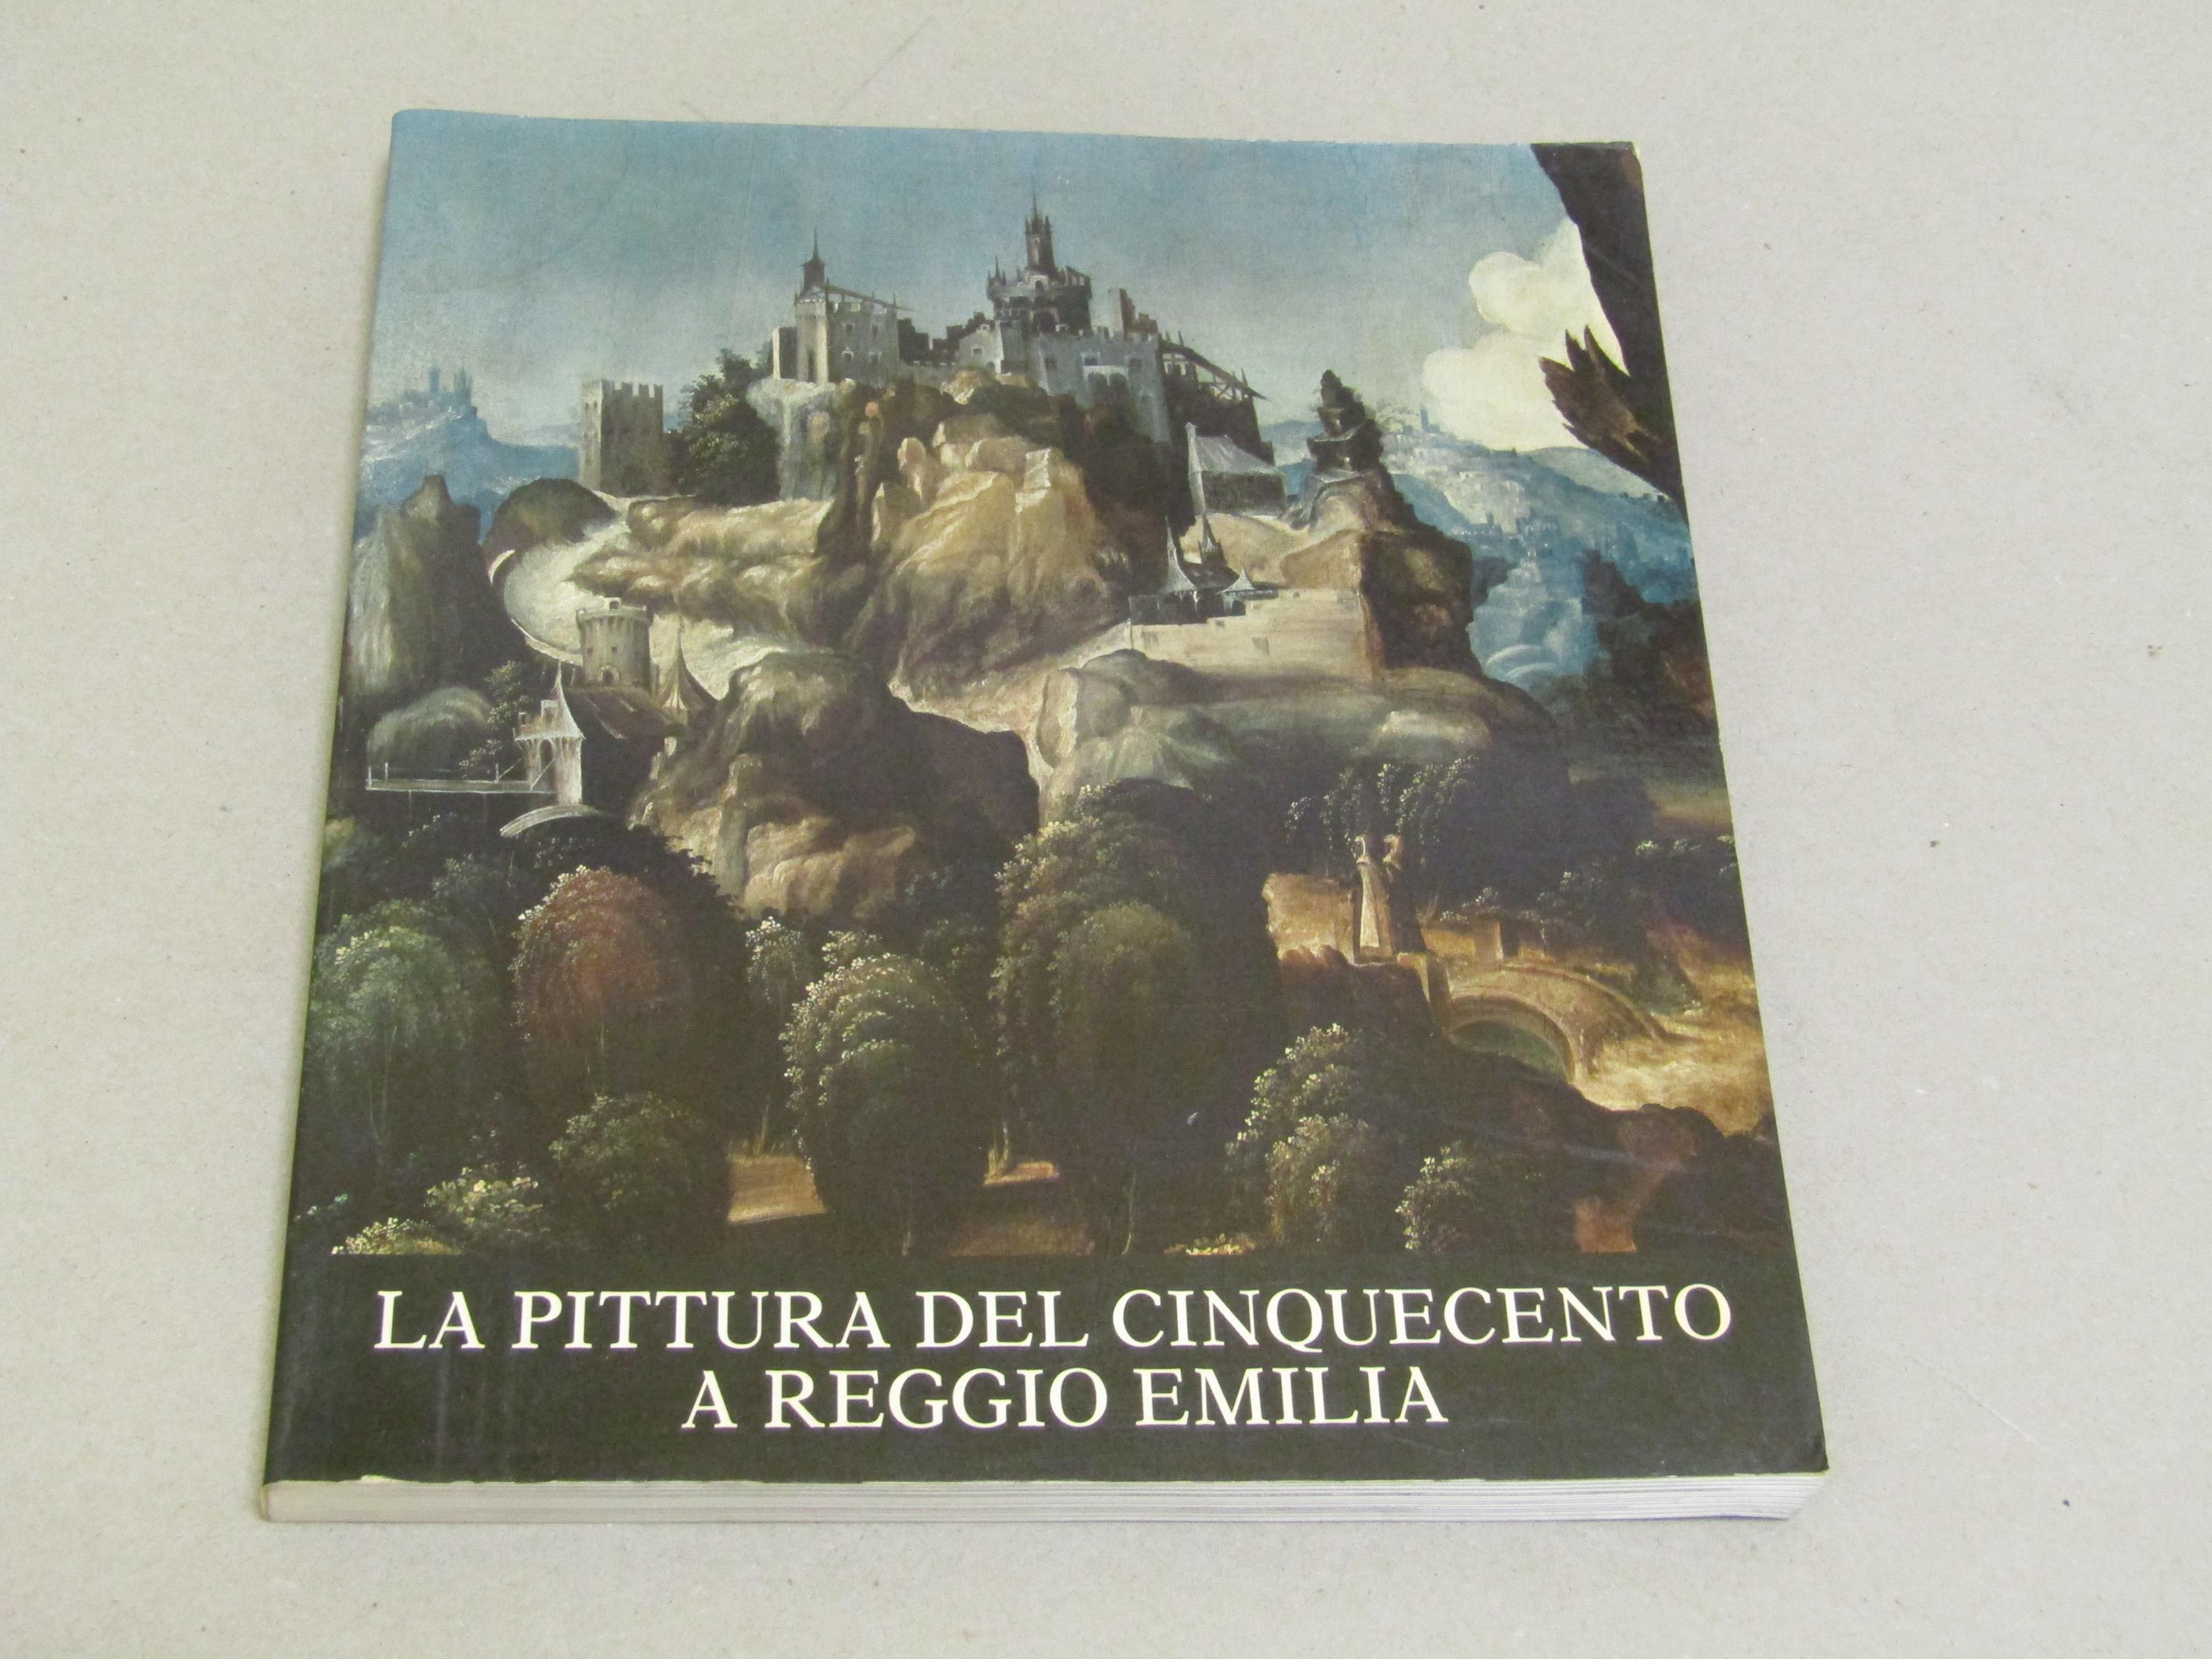 LA PITTURA DEL CINQUECENTO
A REGGIO EMILIA